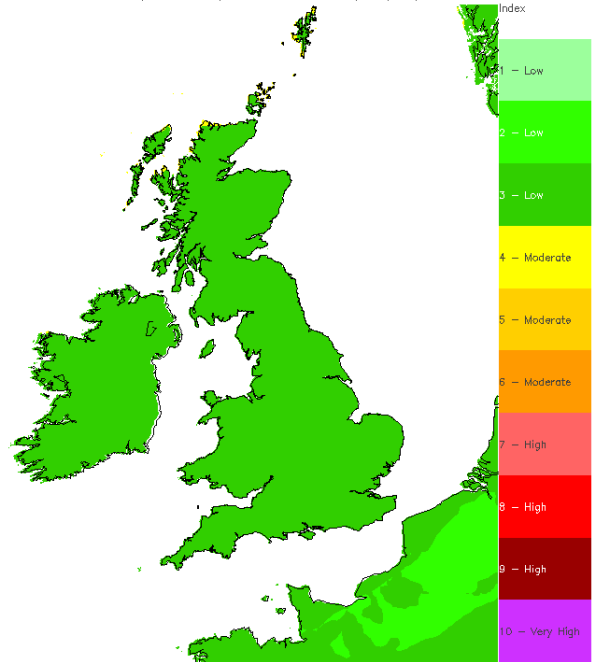 Index
1 - Low
2 - Low
3 - Low
4 - Moderate
5 - Moderate
6 - Moderate
7 - High
8 - High
9 - High
10 - Very High